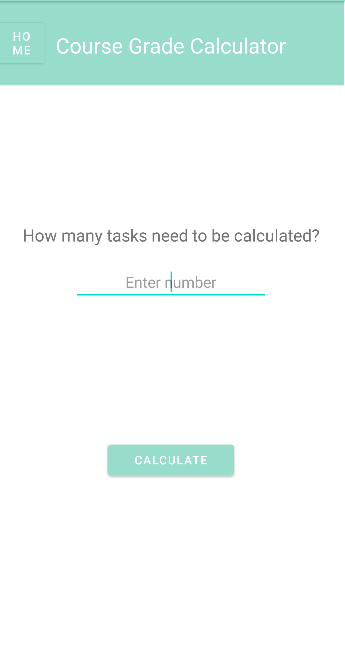 HO
ME
Course Grade Calculator
How many tasks need to be calculated?
Enter number
CALCULATE